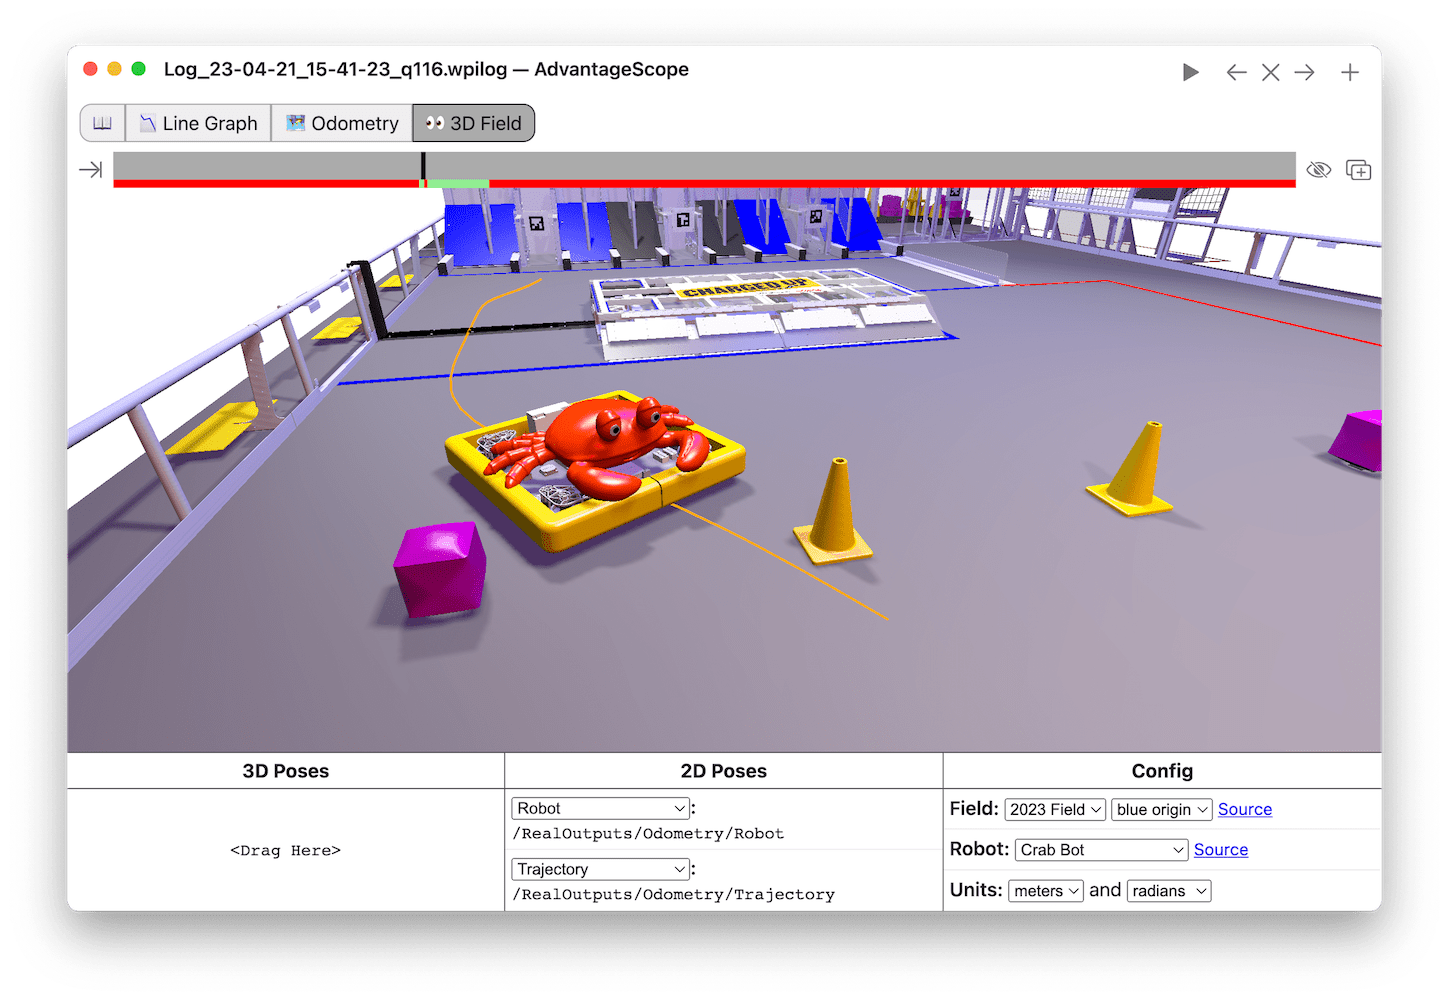 Log_23-04-21_15-41-23_q116.wpilog — AdvantageScope
Line Graph
Odometry
3D Field
CHARGED UP
3D Poses
2D Poses
Config
<Drag Here>
Robot:
/RealOutputs/Odometry/Robot
Trajectory:
/RealOutputs/Odometry/Trajectory
Field: 2023 Field blue origin Source
Robot: Crab Bot Source
Units: meters and radians